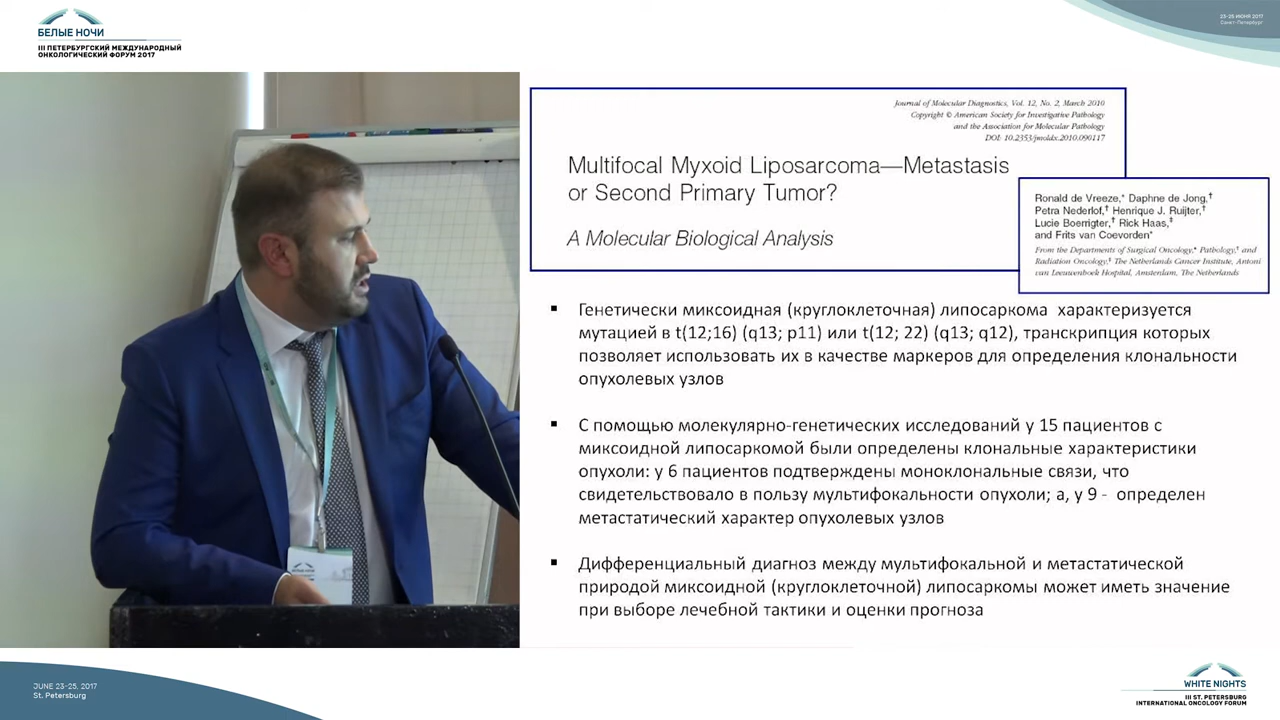 БЕЛЫЕ НОЧИ
III ПЕТЕРБУРГСКИЙ МЕЖДУНАРОДНЫЙ
ОНКОЛОГИЧЕСКИЙ ФОРУМ 2017
23-25 ИЮНЯ 2017
Санкт-Петербург
Journal of Molecular Diagnostics, Vol. 12, No. 2, March 2010
Copyright © American Society for Investigative Pathology
and the Association for Molecular Pathology
DOI: 10.2353/jmoldx.2010.090117
Multifocal Myxoid Liposarcoma—Metastasis
or Second Primary Tumor?
A Molecular Biological Analysis
Ronald de Vreeze,* Daphne de Jong,†
Petra Nederlof,† Henrique J. Ruijter,†
Lucie Boerrigter,† Rick Haas,‡
and Frits van Coevorden*
From the Departments of Surgical Oncology,* Pathology,† and
Radiation Oncology,‡ The Netherlands Cancer Institute, Antoni
van Leeuwenhoek Hospital, Amsterdam, The Netherlands
▪ Генетически миксоидная (круглоклеточная) липосаркома характеризуется
мутацией в t(12;16) (q13; p11) или t(12; 22) (q13; q12), транскрипция которых
позволяет использовать их в качестве маркеров для определения клональности
опухолевых узлов
▪ С помощью молекулярно-генетических исследований у 15 пациентов с
миксоидной липосаркомой были определены клональные характеристики
опухоли: у 6 пациентов подтверждены моноклональные связи, что
свидетельствовало в пользу мультифокальности опухоли; а, у 9 - определен
метастатический характер опухолевых узлов
▪ Дифференциальный диагноз между мультифокальной и метастатической
природой миксоидной (круглоклеточной) липосаркомы может иметь значение
при выборе лечебной тактики и оценки прогноза
JUNE 23-25, 2017
St. Petersburg
WHITE NIGHTS
III ST. PETERSBURG
INTERNATIONAL ONCOLOGY FORUM